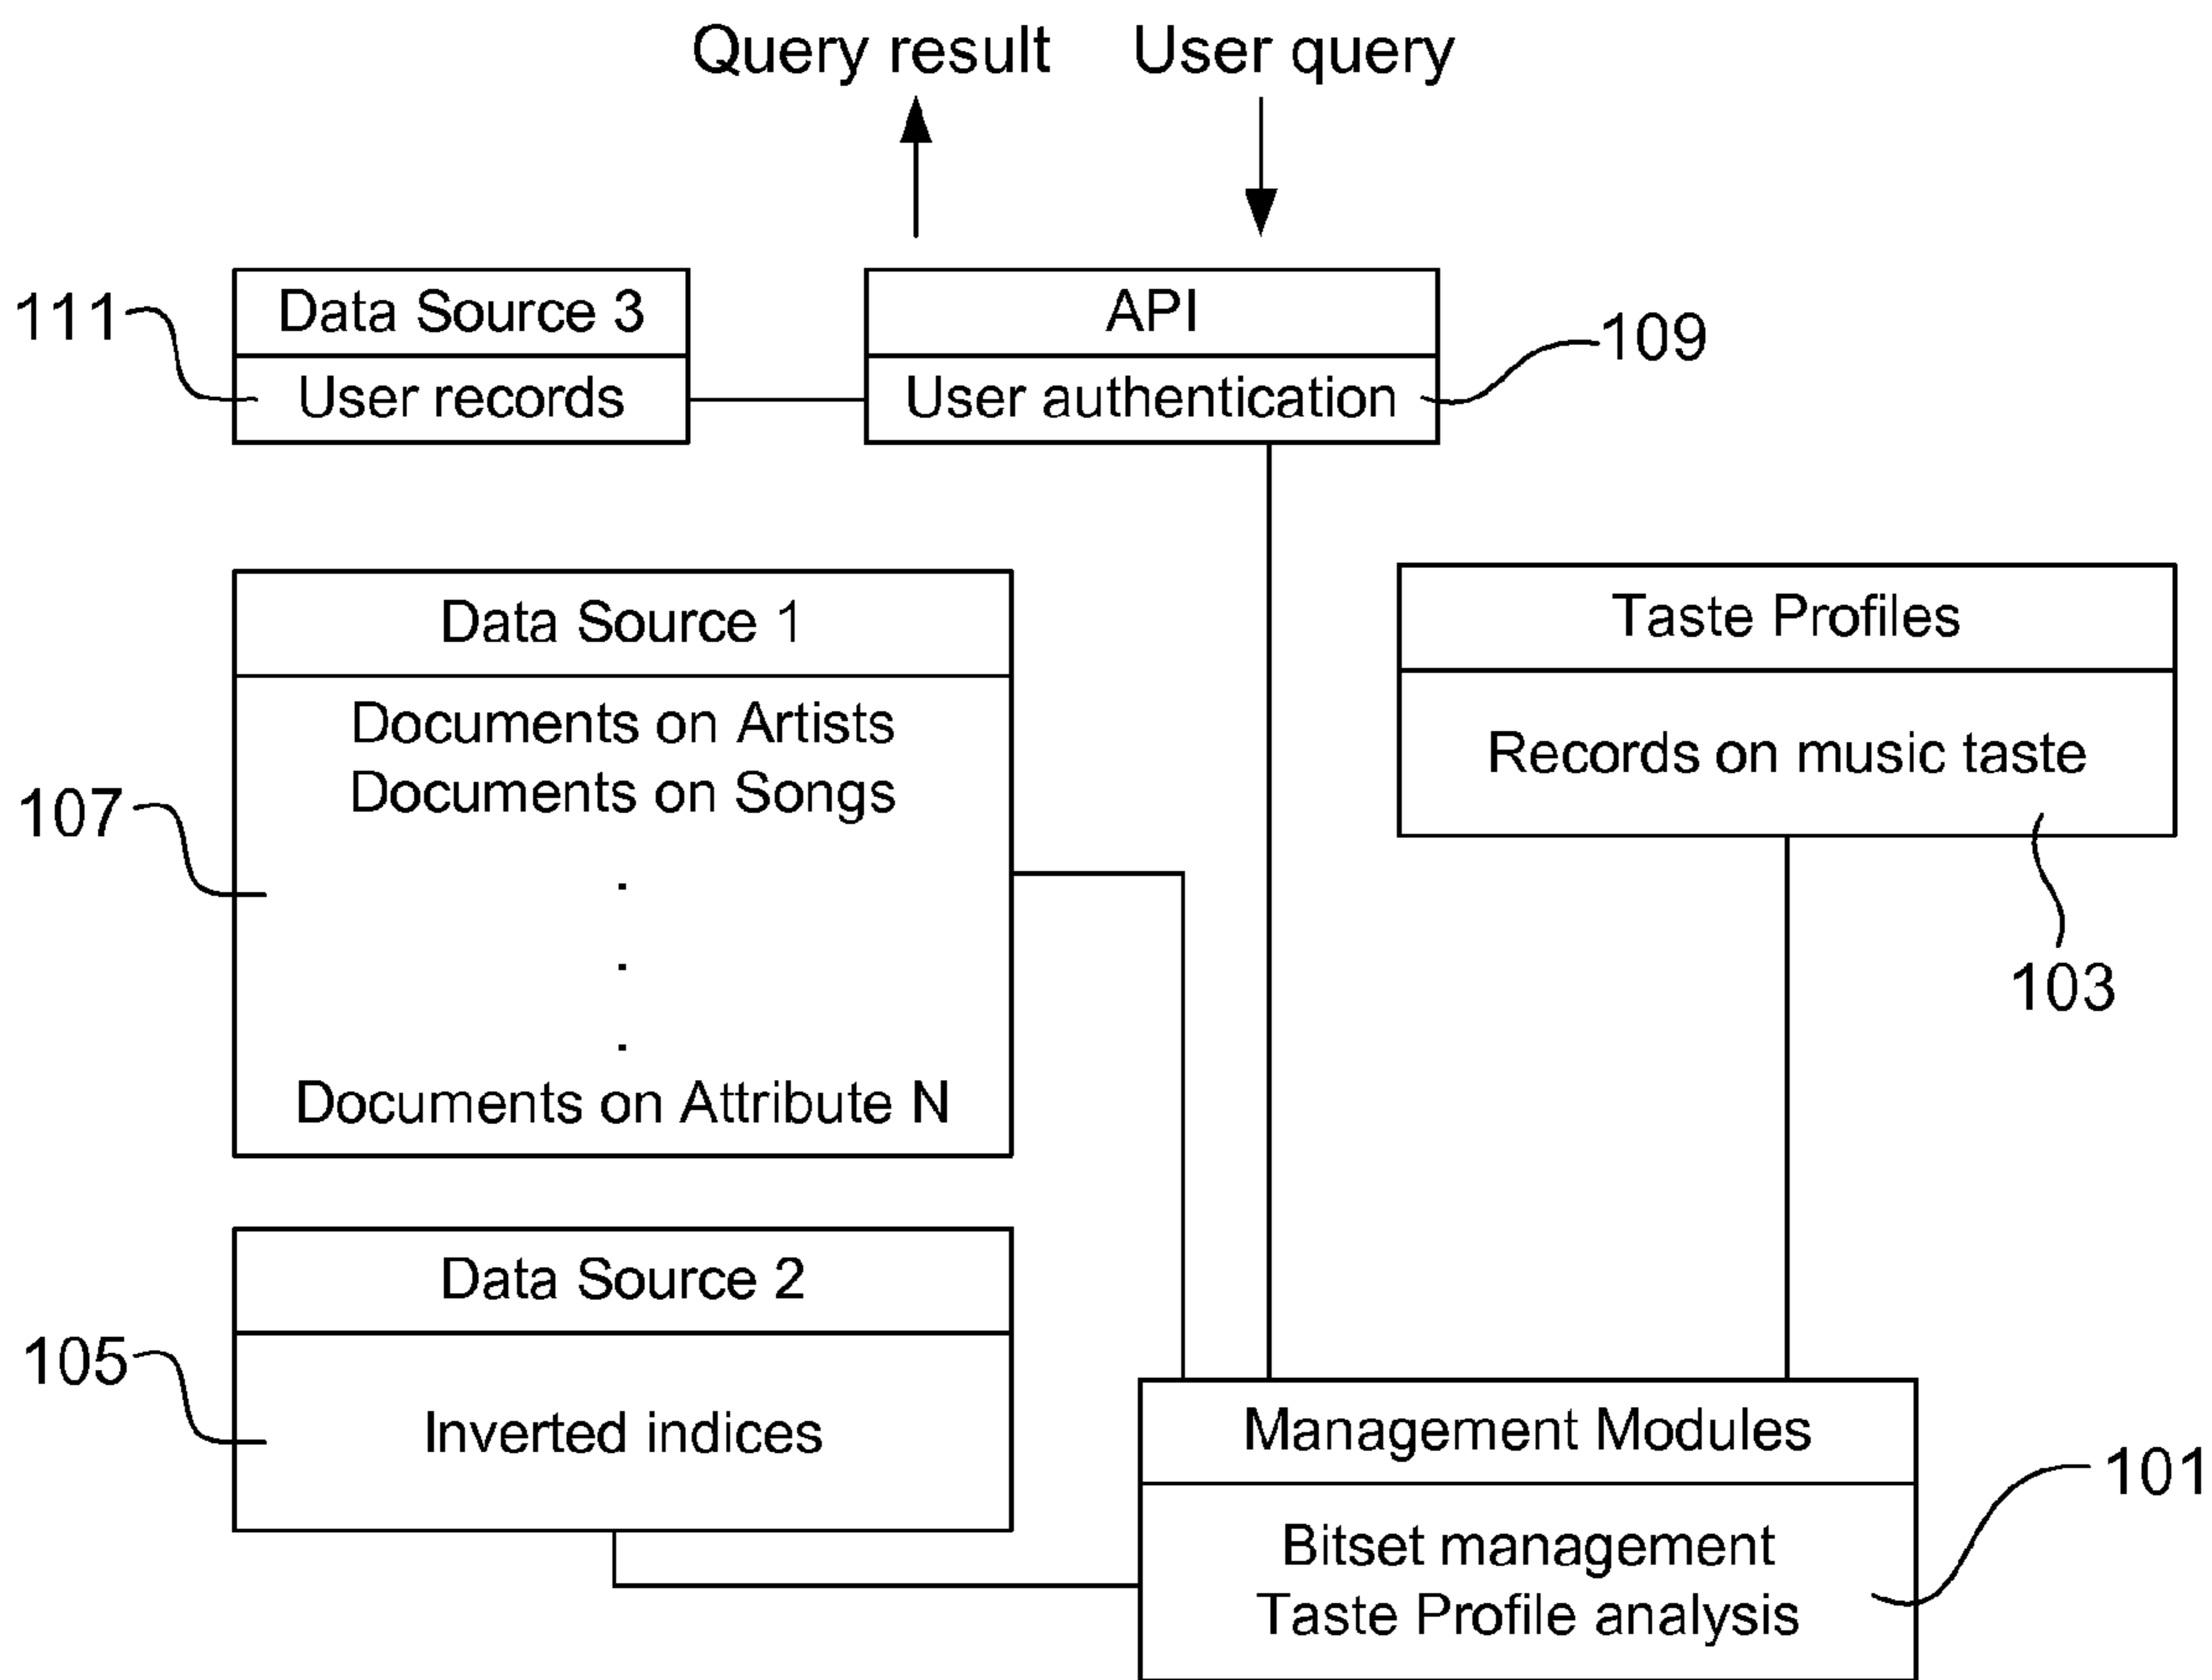 Query result
User query
111
Data Source 3
User records
API
User authentication
109
Data Source 1
Documents on Artists
Documents on Songs
.
.
.
Documents on Attribute N
107
Taste Profiles
Records on music taste
103
Data Source 2
Inverted indices
105
Management Modules
Bitset management
Taste Profile analysis
101